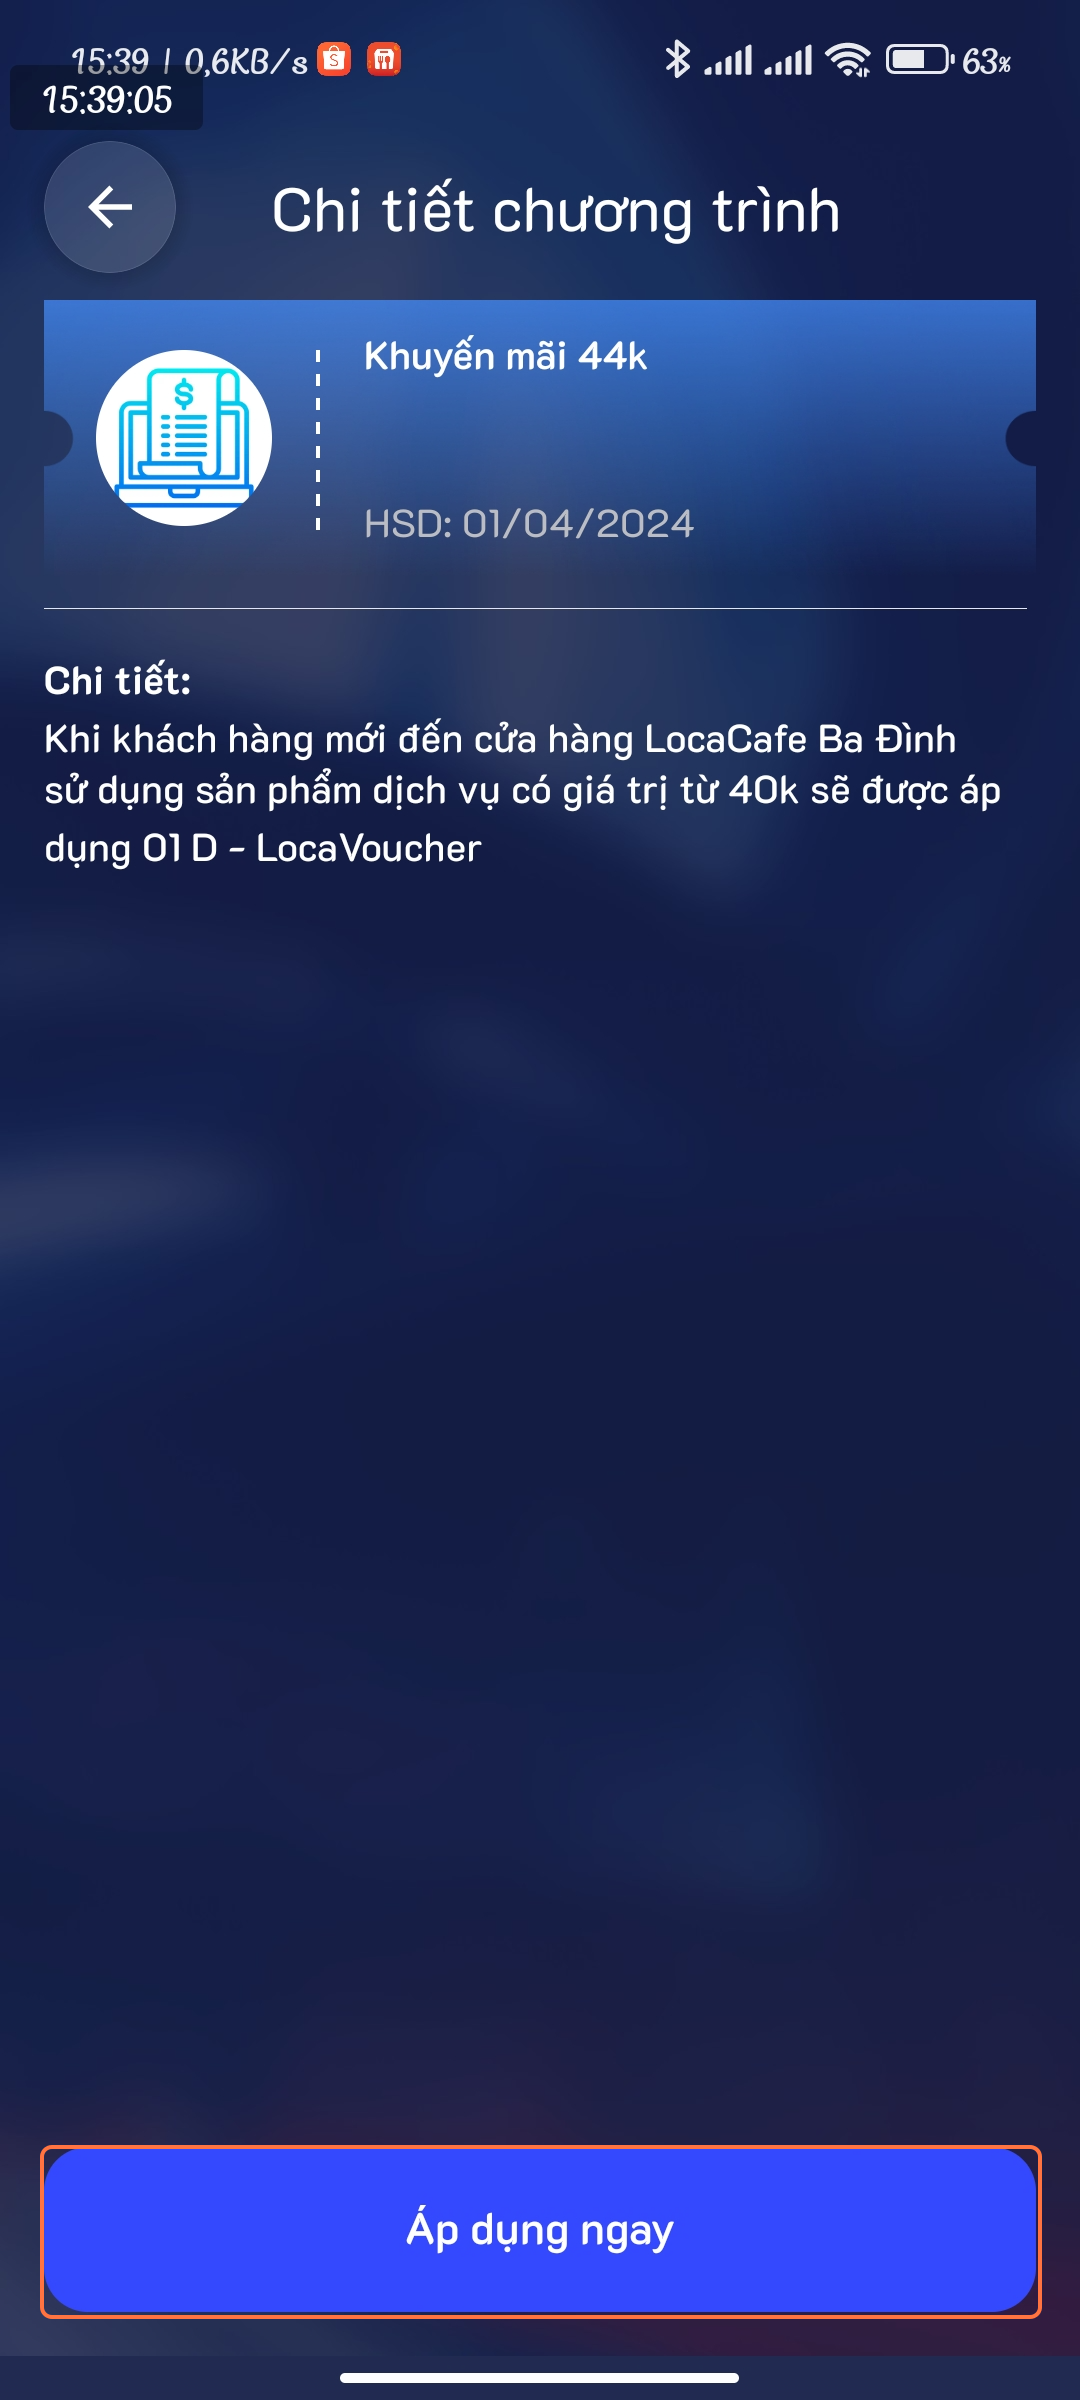 15:39 | 0,6KB/s
63%
15:39:05
Chi tiết chương trình
Khuyến mãi 44k
HSD: 01/04/2024
Chi tiết:
Khi khách hàng mới đến cửa hàng LocaCafe Ba Đình
sử dụng sản phẩm dịch vụ có giá trị từ 40k sẽ được áp
dụng 01 D - LocaVoucher
Áp dụng ngay